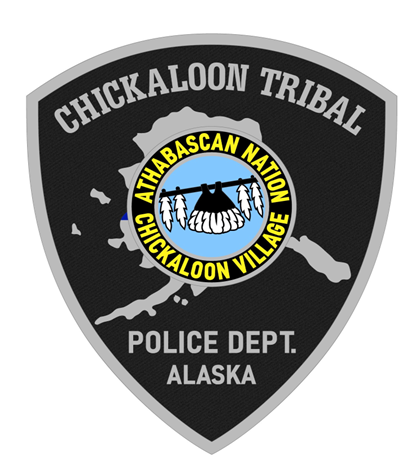 CHICKALOON TRIBAL
ATHABASCAN NATION
CHICKALOON VILLAGE
POLICE DEPT.
ALASKA